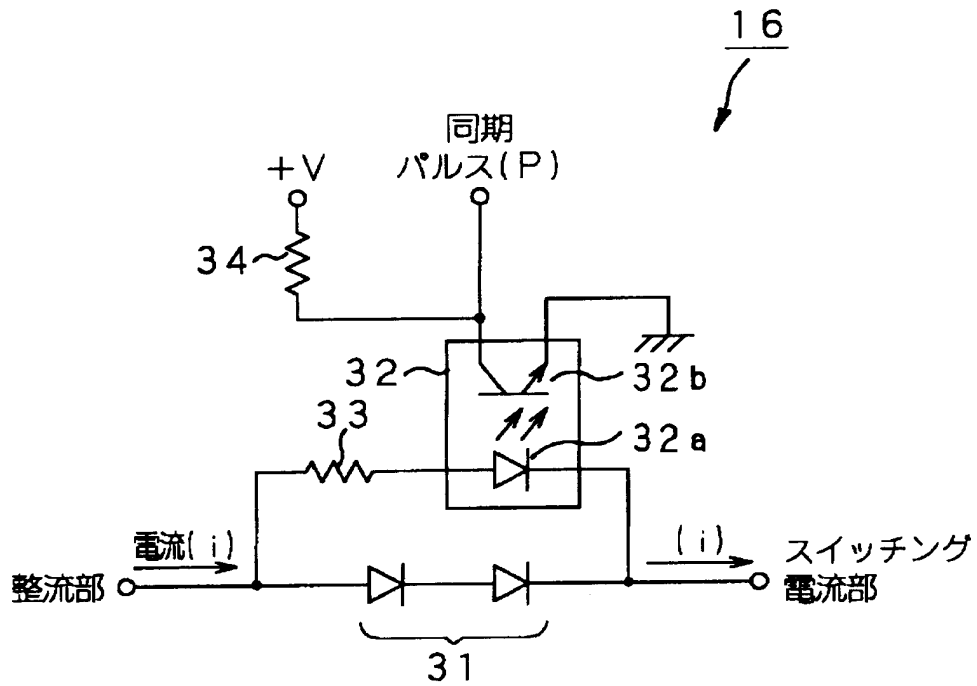 16
同期
パルス(P)
+V
34
32
32b
33
32a
電流(i)
(i)
スイッチング
電流部
整流部
31